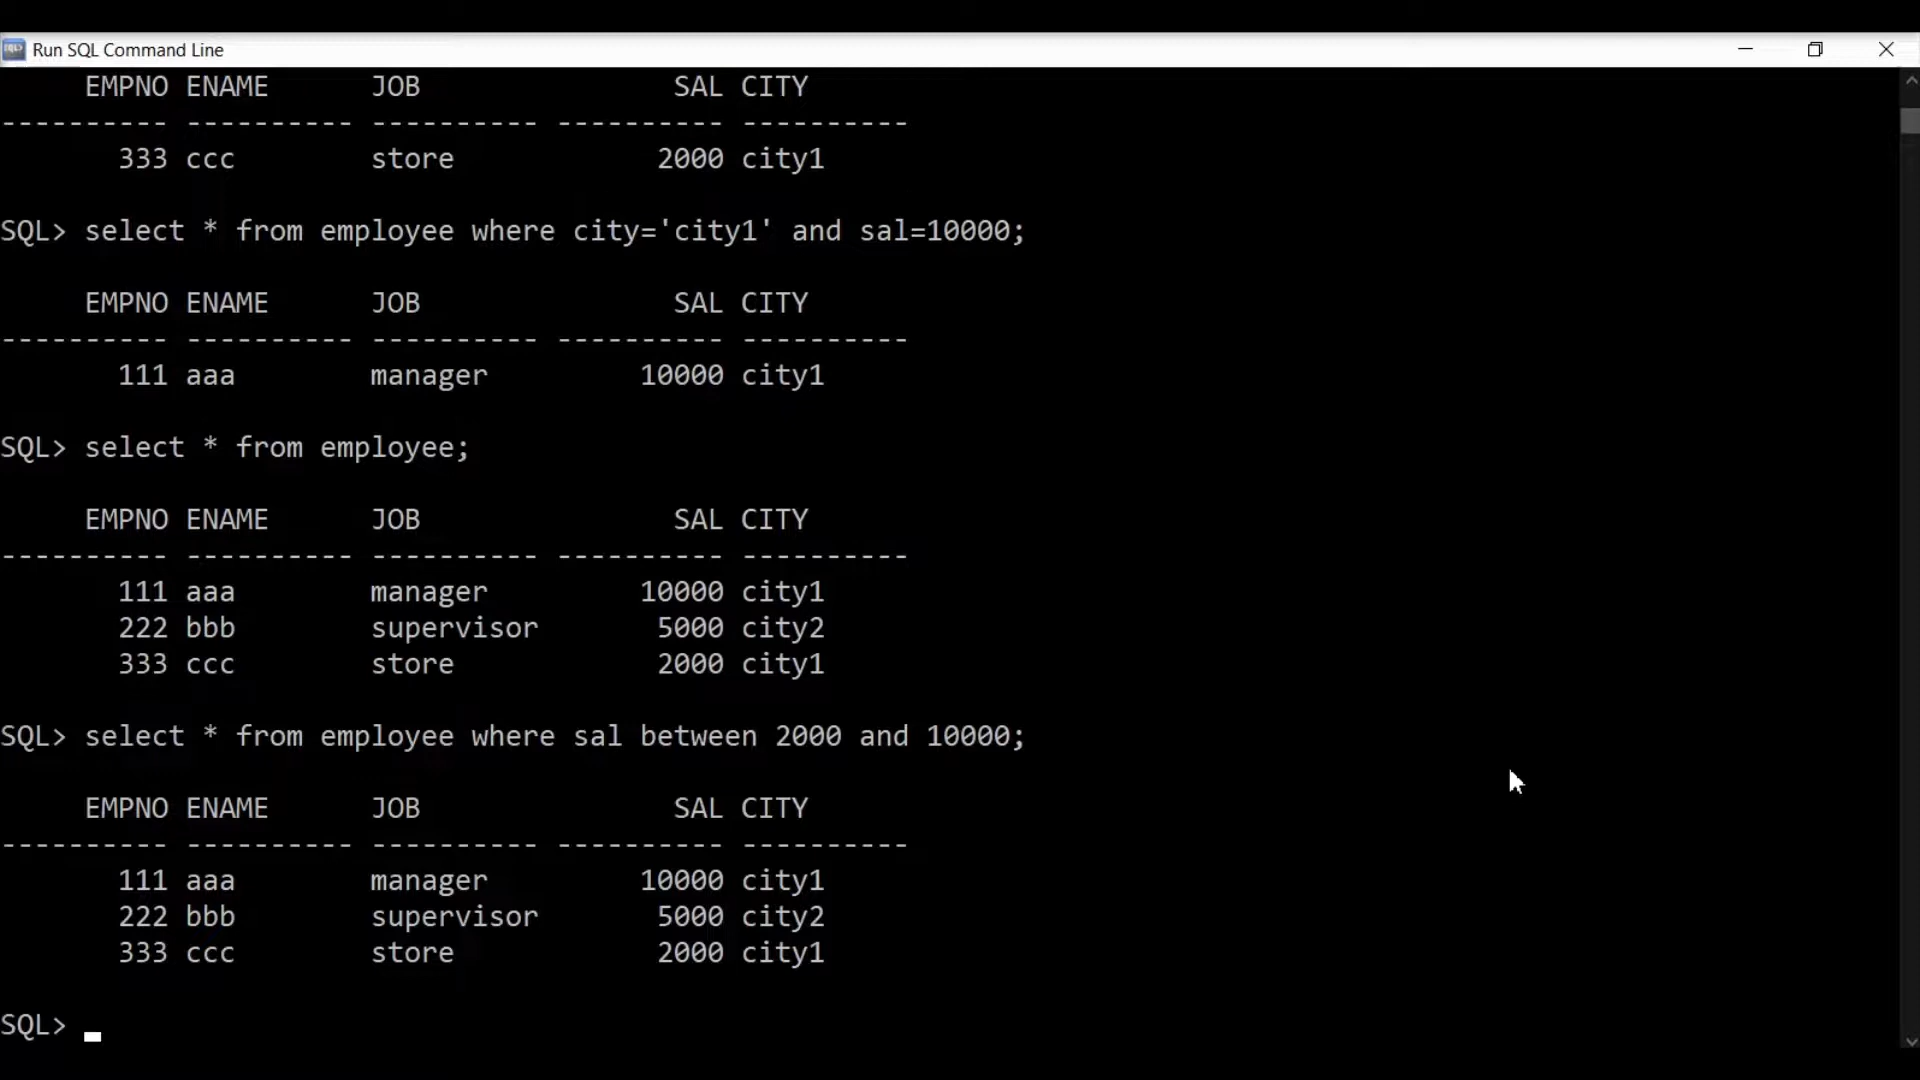 Run SQL Command Line
EMPNO ENAME JOB SAL CITY
---------- ---------- ---------- ---------- ----------
333 ccc store 2000 city1
SQL> select * from employee where city='city1' and sal=10000;
EMPNO ENAME JOB SAL CITY
---------- ---------- ---------- ---------- ----------
111 aaa manager 10000 city1
SQL> select * from employee;
EMPNO ENAME JOB SAL CITY
---------- ---------- ---------- ---------- ----------
111 aaa manager 10000 city1
222 bbb supervisor 5000 city2
333 ccc store 2000 city1
SQL> select * from employee where sal between 2000 and 10000;
EMPNO ENAME JOB SAL CITY
---------- ---------- ---------- ---------- ----------
111 aaa manager 10000 city1
222 bbb supervisor 5000 city2
333 ccc store 2000 city1
SQL>